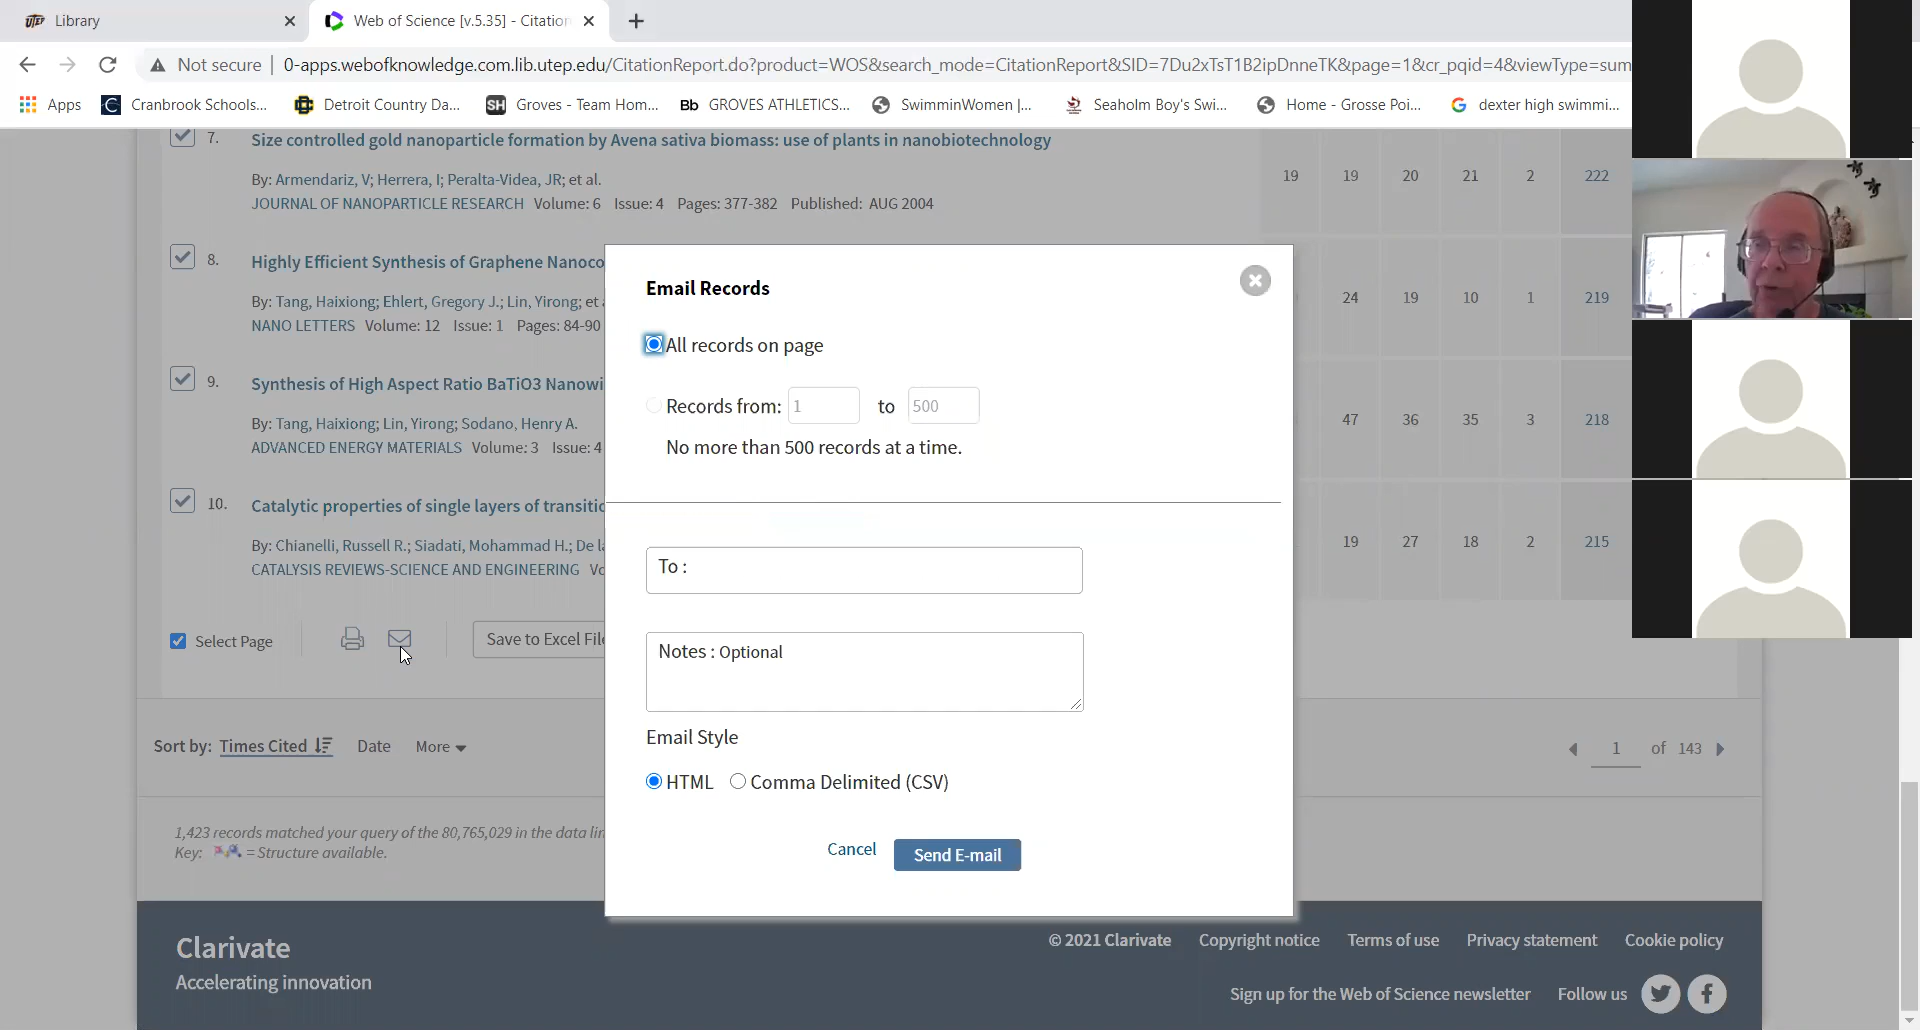 Library
Web of Science [v.5.35] - Citation
Not secure
0-apps.webofknowledge.com.lib.utep.edu/CitationReport.do?product=WOS&search_mode=CitationReport&SID=7Du2xTsT1B2ipDnneTK&page=1&cr_pqid=4&viewType=sum
Apps
Cranbrook Schools...
Detroit Country Da...
SH Groves - Team Hom...
Bb GROVES ATHLETICS...
SwimminWomen |...
Seaholm Boy's Swi...
Home - Grosse Poi...
G dexter high swimmi...
7. Size controlled gold nanoparticle formation by Avena sativa biomass: use of plants in nanobiotechnology
By: Armendariz, V; Herrera, I; Peralta-Videa, JR; et al.
JOURNAL OF NANOPARTICLE RESEARCH Volume: 6 Issue: 4 Pages: 377-382 Published: AUG 2004
19 19 20 21 2 222
8. Highly Efficient Synthesis of Graphene Nanoco
By: Tang, Haixiong; Ehlert, Gregory J.; Lin, Yirong; et a
NANO LETTERS Volume: 12 Issue: 1 Pages: 84-90
24 19 10 1 219
9. Synthesis of High Aspect Ratio BaTiO3 Nanowi
By: Tang, Haixiong; Lin, Yirong; Sodano, Henry A.
ADVANCED ENERGY MATERIALS Volume: 3 Issue: 4
47 36 35 3 218
10. Catalytic properties of single layers of transitio
By: Chianelli, Russell R.; Siadati, Mohammad H.; De la
CATALYSIS REVIEWS-SCIENCE AND ENGINEERING Vo
19 27 18 2 215
Email Records
All records on page
Records from: 1 to 500
No more than 500 records at a time.
To :
Notes : Optional
Email Style
HTML Comma Delimited (CSV)
Cancel Send E-mail
Select Page
Save to Excel File
Sort by: Times Cited Date More
1 of 143
1,423 records matched your query of the 80,765,029 in the data lim
Key: = Structure available.
Clarivate
Accelerating innovation
© 2021 Clarivate Copyright notice Terms of use Privacy statement Cookie policy
Sign up for the Web of Science newsletter Follow us